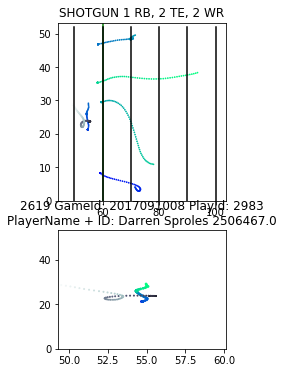 SHOTGUN 1 RB, 2 TE, 2 WR
50
40
30
20
10
0
60 80 100
2619 GameId: 2017091008 PlayId: 2983
PlayerName + ID: Darren Sproles 2506467.0
40
20
0
50.0 52.5 55.0 57.5 60.0